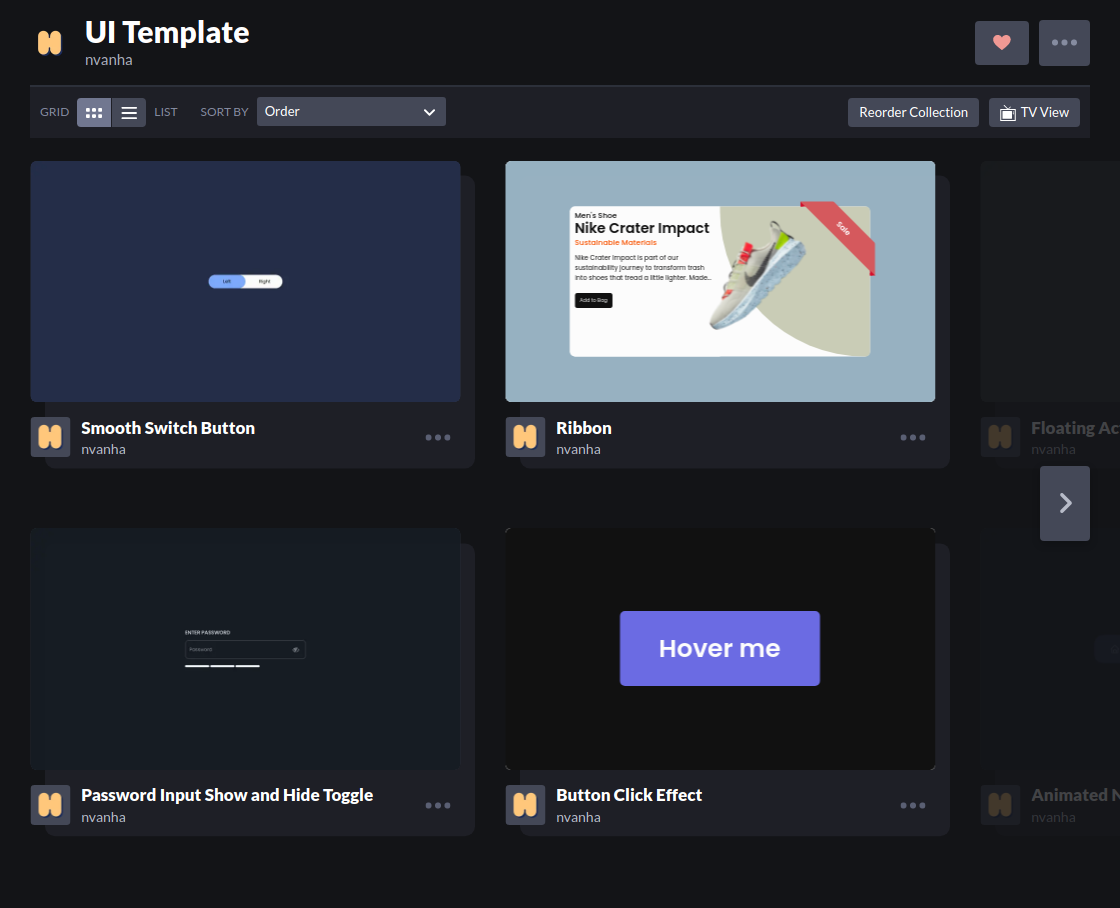 UI Template
nvanha
GRID
LIST
SORT BY
Order
Reorder Collection
TV View
Left
Right
Men's Shoe
Nike Crater Impact
Sustainable Materials
Nike Crater Impact is part of our
sustainability journey to transform trash
into shoes that tread a little lighter. Made...
Add to Bag
Sale
Smooth Switch Button
nvanha
Ribbon
nvanha
Floating Ac
nvanha
ENTER PASSWORD
Password
Hover me
Password Input Show and Hide Toggle
nvanha
Button Click Effect
nvanha
Animated N
nvanha